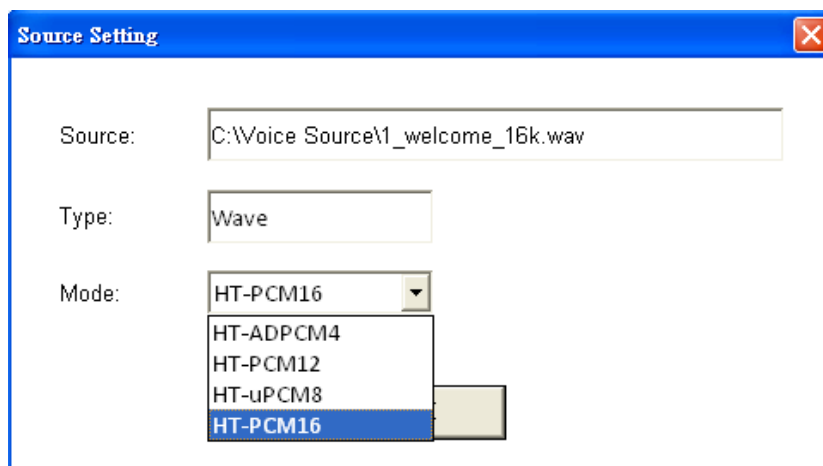 Source Setting
Source: C:\Voice Source\1_welcome_16k.wav
Type: Wave
Mode: HT-PCM16
HT-ADPCM4
HT-PCM12
HT-uPCM8
HT-PCM16